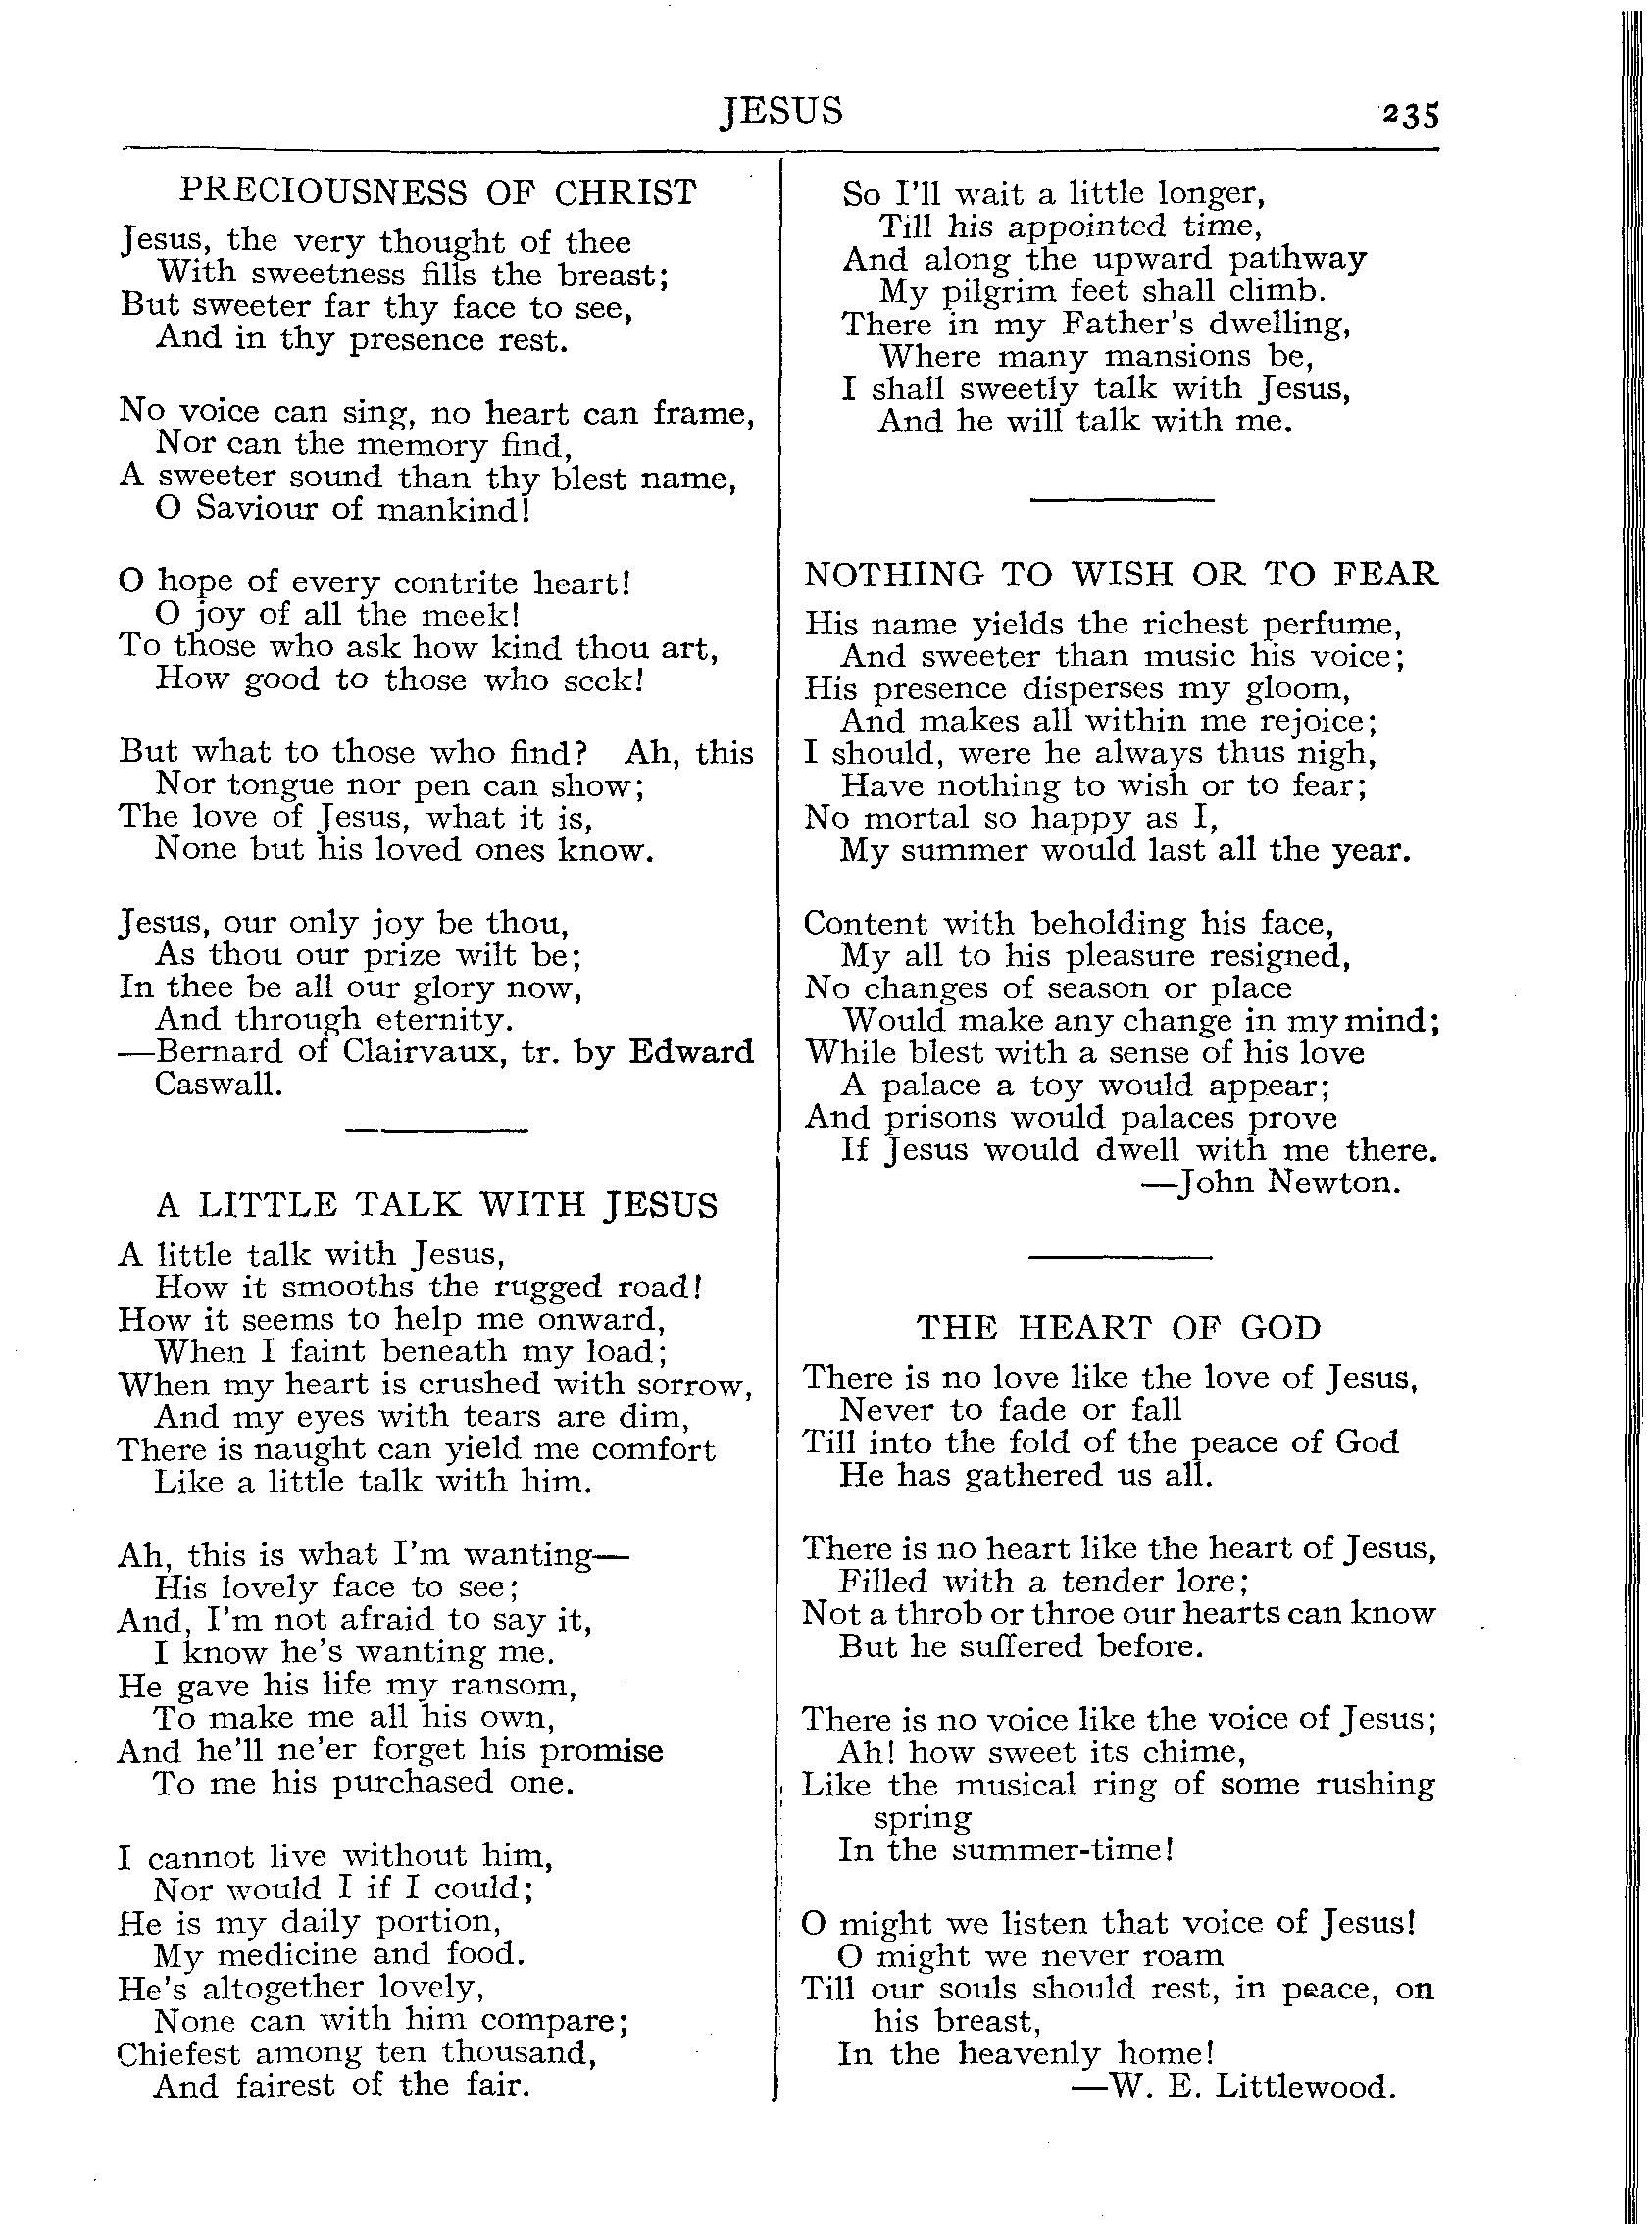 JESUS 235
PRECIOUSNESS OF CHRIST
Jesus, the very thought of thee
With sweetness fills the breast;
But sweeter far thy face to see,
And in thy presence rest.
No voice can sing, no heart can frame,
Nor can the memory find,
A sweeter sound than thy blest name,
O Saviour of mankind!
O hope of every contrite heart!
O joy of all the meek!
To those who ask how kind thou art,
How good to those who seek!
But what to those who find? Ah, this
Nor tongue nor pen can show;
The love of Jesus, what it is,
None but his loved ones know.
Jesus, our only joy be thou,
As thou our prize wilt be;
In thee be all our glory now,
And through eternity.
—Bernard of Clairvaux, tr. by Edward
Caswall.
A LITTLE TALK WITH JESUS
A little talk with Jesus,
How it smooths the rugged road!
How it seems to help me onward,
When I faint beneath my load;
When my heart is crushed with sorrow,
And my eyes with tears are dim,
There is naught can yield me comfort
Like a little talk with him.
Ah, this is what I'm wanting—
His lovely face to see;
And, I'm not afraid to say it,
I know he's wanting me.
He gave his life my ransom,
To make me all his own,
And he'll ne'er forget his promise
To me his purchased one.
I cannot live without him,
Nor would I if I could;
He is my daily portion,
My medicine and food.
He's altogether lovely,
None can with him compare;
Chiefest among ten thousand,
And fairest of the fair.
So I'll wait a little longer,
Till his appointed time,
And along the upward pathway
My pilgrim feet shall climb.
There in my Father's dwelling,
Where many mansions be,
I shall sweetly talk with Jesus,
And he will talk with me.
NOTHING TO WISH OR TO FEAR
His name yields the richest perfume,
And sweeter than music his voice;
His presence disperses my gloom,
And makes all within me rejoice;
I should, were he always thus nigh,
Have nothing to wish or to fear;
No mortal so happy as I,
My summer would last all the year.
Content with beholding his face,
My all to his pleasure resigned,
No changes of season or place
Would make any change in my mind;
While blest with a sense of his love
A palace a toy would appear;
And prisons would palaces prove
If Jesus would dwell with me there.
—John Newton.
THE HEART OF GOD
There is no love like the love of Jesus,
Never to fade or fall
Till into the fold of the peace of God
He has gathered us all.
There is no heart like the heart of Jesus,
Filled with a tender lore;
Not a throb or throe our hearts can know
But he suffered before.
There is no voice like the voice of Jesus;
Ah! how sweet its chime,
Like the musical ring of some rushing
spring
In the summer-time!
O might we listen that voice of Jesus!
O might we never roam
Till our souls should rest, in peace, on
his breast,
In the heavenly home!
—W. E. Littlewood.